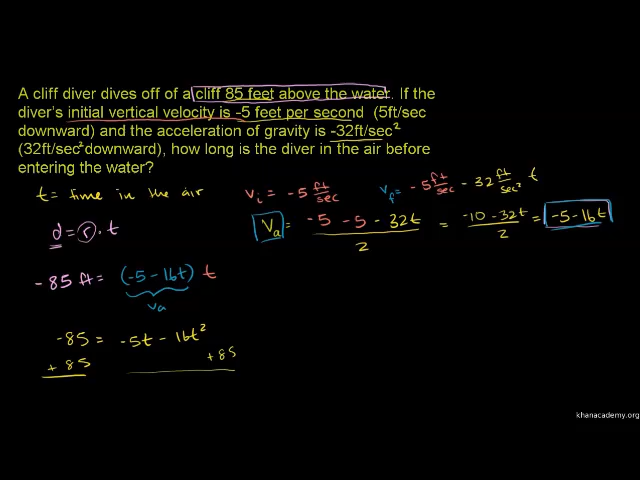 A cliff diver dives off of a cliff 85 feet above the water. If the
diver's initial vertical velocity is -5 feet per second (5ft/sec
downward) and the acceleration of gravity is -32ft/sec²
(32ft/sec² downward), how long is the diver in the air before
entering the water?
t = time in the air
Vi = -5 ft/sec
Vf = -5 ft/sec - 32 ft/sec² t
d = r · t
Va = (-5 - 5 - 32t)/2 = (-10 - 32t)/2 = -5 - 16t
-85 ft = (-5 - 16t) t
Va
-85 = -5t - 16t²
+ 85 + 85
khanacademy.org